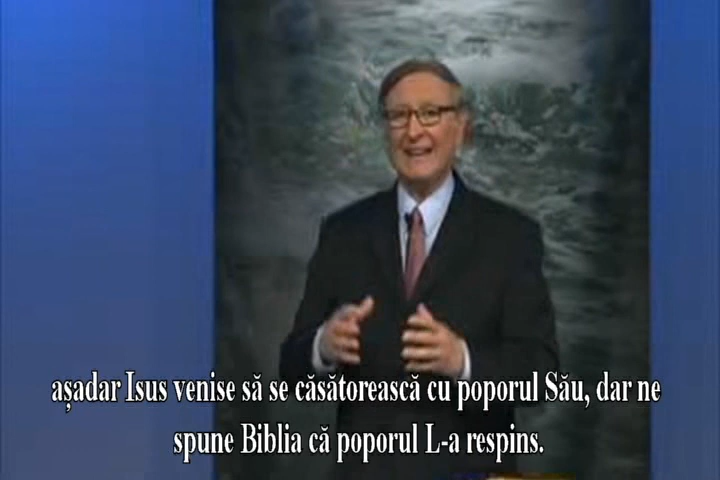 așadar Isus venise să se căsătorească cu poporul Său, dar ne
spune Biblia că poporul L-a respins.